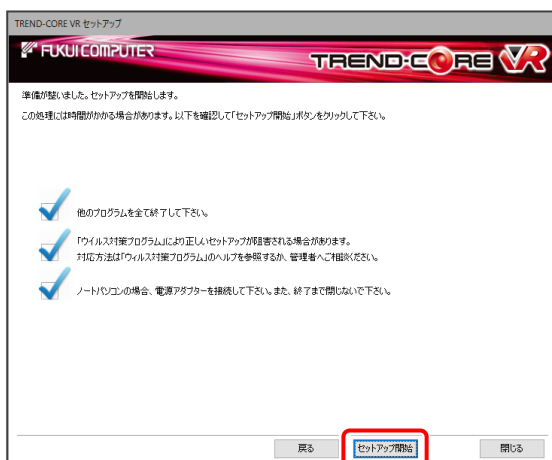 TREND-CORE VR セットアップ
FUKUI COMPUTER
TREND-CORE VR
準備が整いました。セットアップを開始します。
この処理には時間がかかる場合があります。以下を確認して「セットアップ開始」ボタンをクリックして下さい。
他のプログラムを全て終了して下さい。
「ウイルス対策プログラム」により正しいセットアップが阻害される場合があります。
対応方法は「ウィルス対策プログラム」のヘルプを参照するか、管理者へご相談ください。
ノートパソコンの場合、電源アダプターを接続して下さい。また、終了まで閉じないで下さい。
戻る
セットアップ開始
閉じる